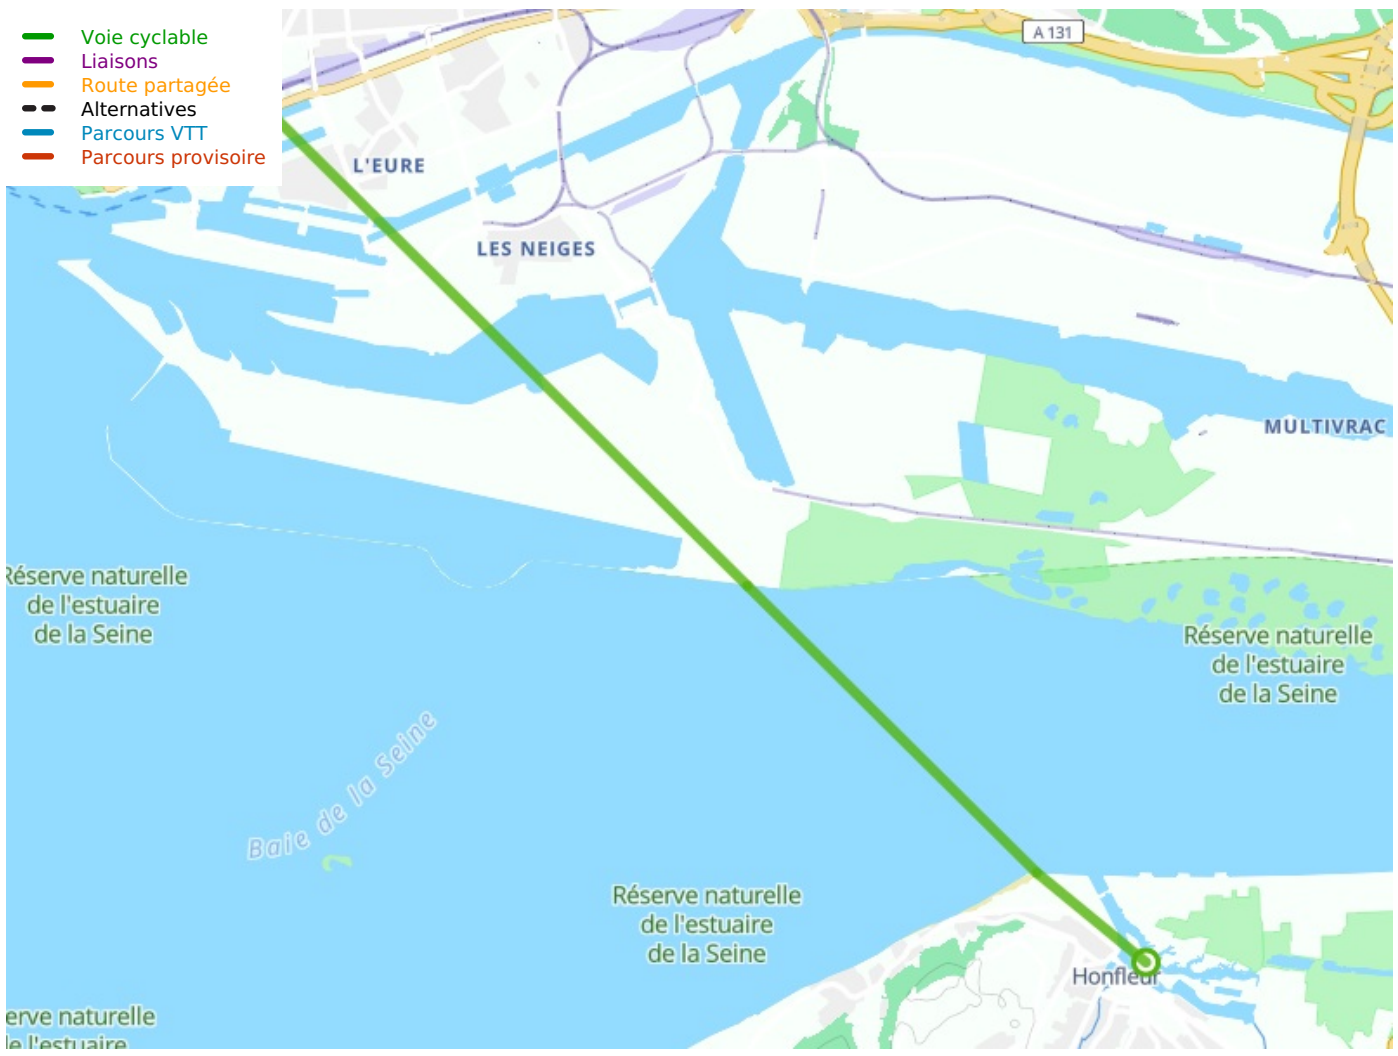 Voie cyclable
Liaisons
Route partagée
Alternatives
Parcours VTT
Parcours provisoire
A 131
L'EURE
LES NEIGES
MULTIVRAC
Réserve naturelle
de l'estuaire
de la Seine
Réserve naturelle
de l'estuaire
de la Seine
Baie de la Seine
Réserve naturelle
de l'estuaire
de la Seine
Honfleur
erve naturelle
de l'estuaire